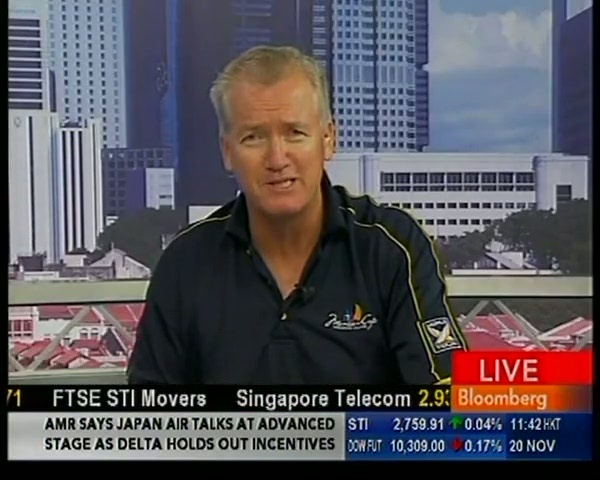 LIVE
71 FTSE STI Movers Singapore Telecom 2.93
Bloomberg
AMR SAYS JAPAN AIR TALKS AT ADVANCED
STAGE AS DELTA HOLDS OUT INCENTIVES
STI 2,759.91 0.04% 11:42 HKT
DOW FUT 10,309.00 0.17% 20 NOV